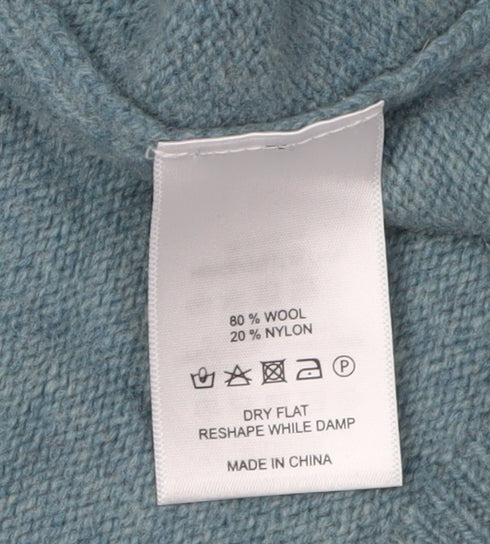 80 % WOOL
20 % NYLON
P
DRY FLAT
RESHAPE WHILE DAMP
MADE IN CHINA